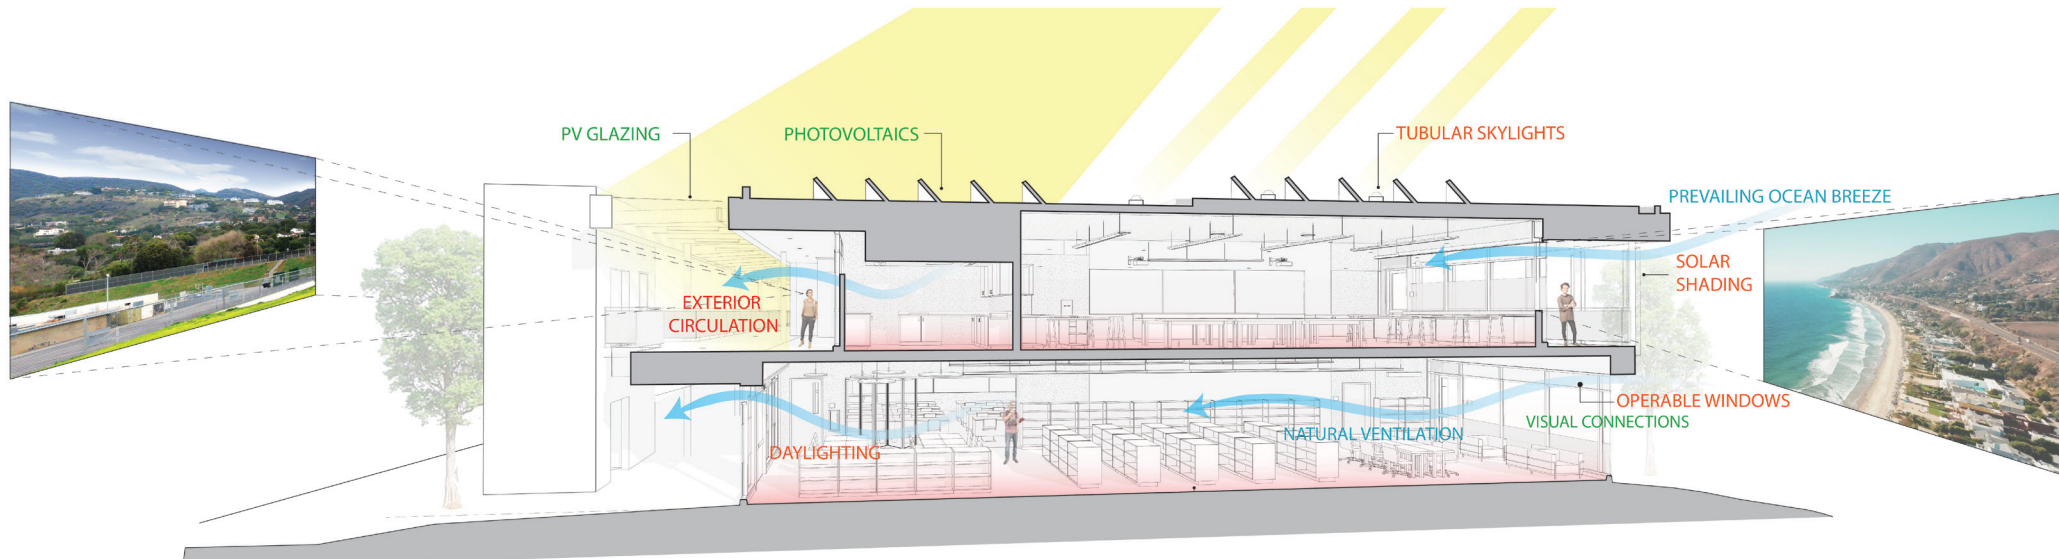 PV GLAZING
PHOTOVOLTAICS
TUBULAR SKYLIGHTS
PREVAILING OCEAN BREEZE
SOLAR
SHADING
EXTERIOR
CIRCULATION
OPERABLE WINDOWS
VISUAL CONNECTIONS
NATURAL VENTILATION
DAYLIGHTING